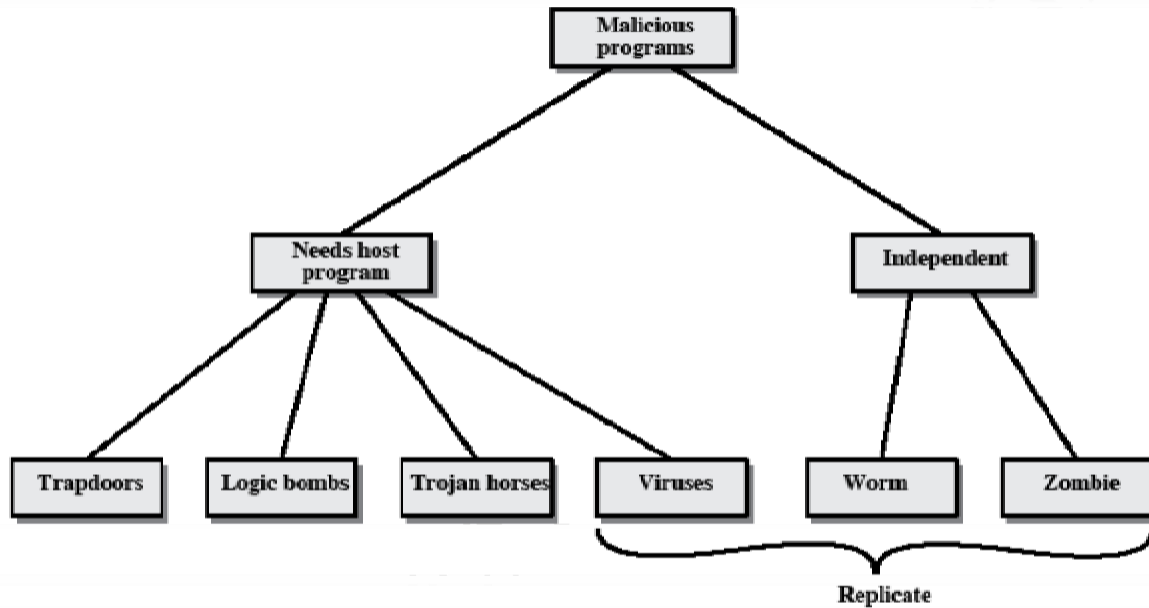 Malicious
programs
Needs host
program
Independent
Trapdoors
Logic bombs
Trojan horses
Viruses
Worm
Zombie
Replicate